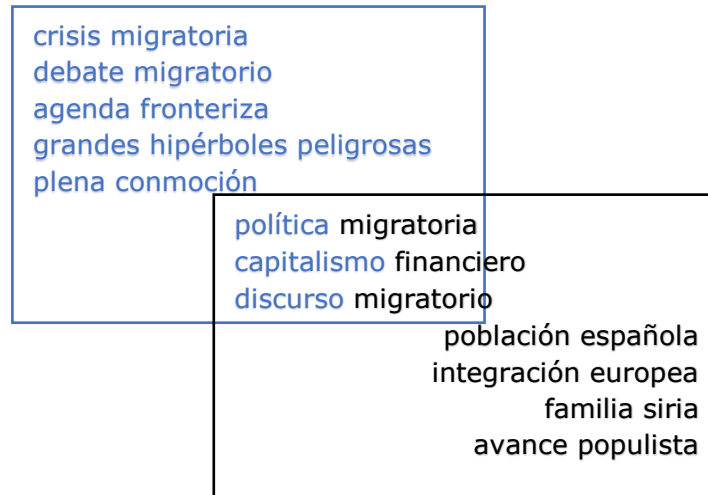 crisis migratoria
debate migratorio
agenda fronteriza
grandes hipérboles peligrosas
plena conmoción
política migratoria
capitalismo financiero
discurso migratorio
población española
integración europea
familia siria
avance populista